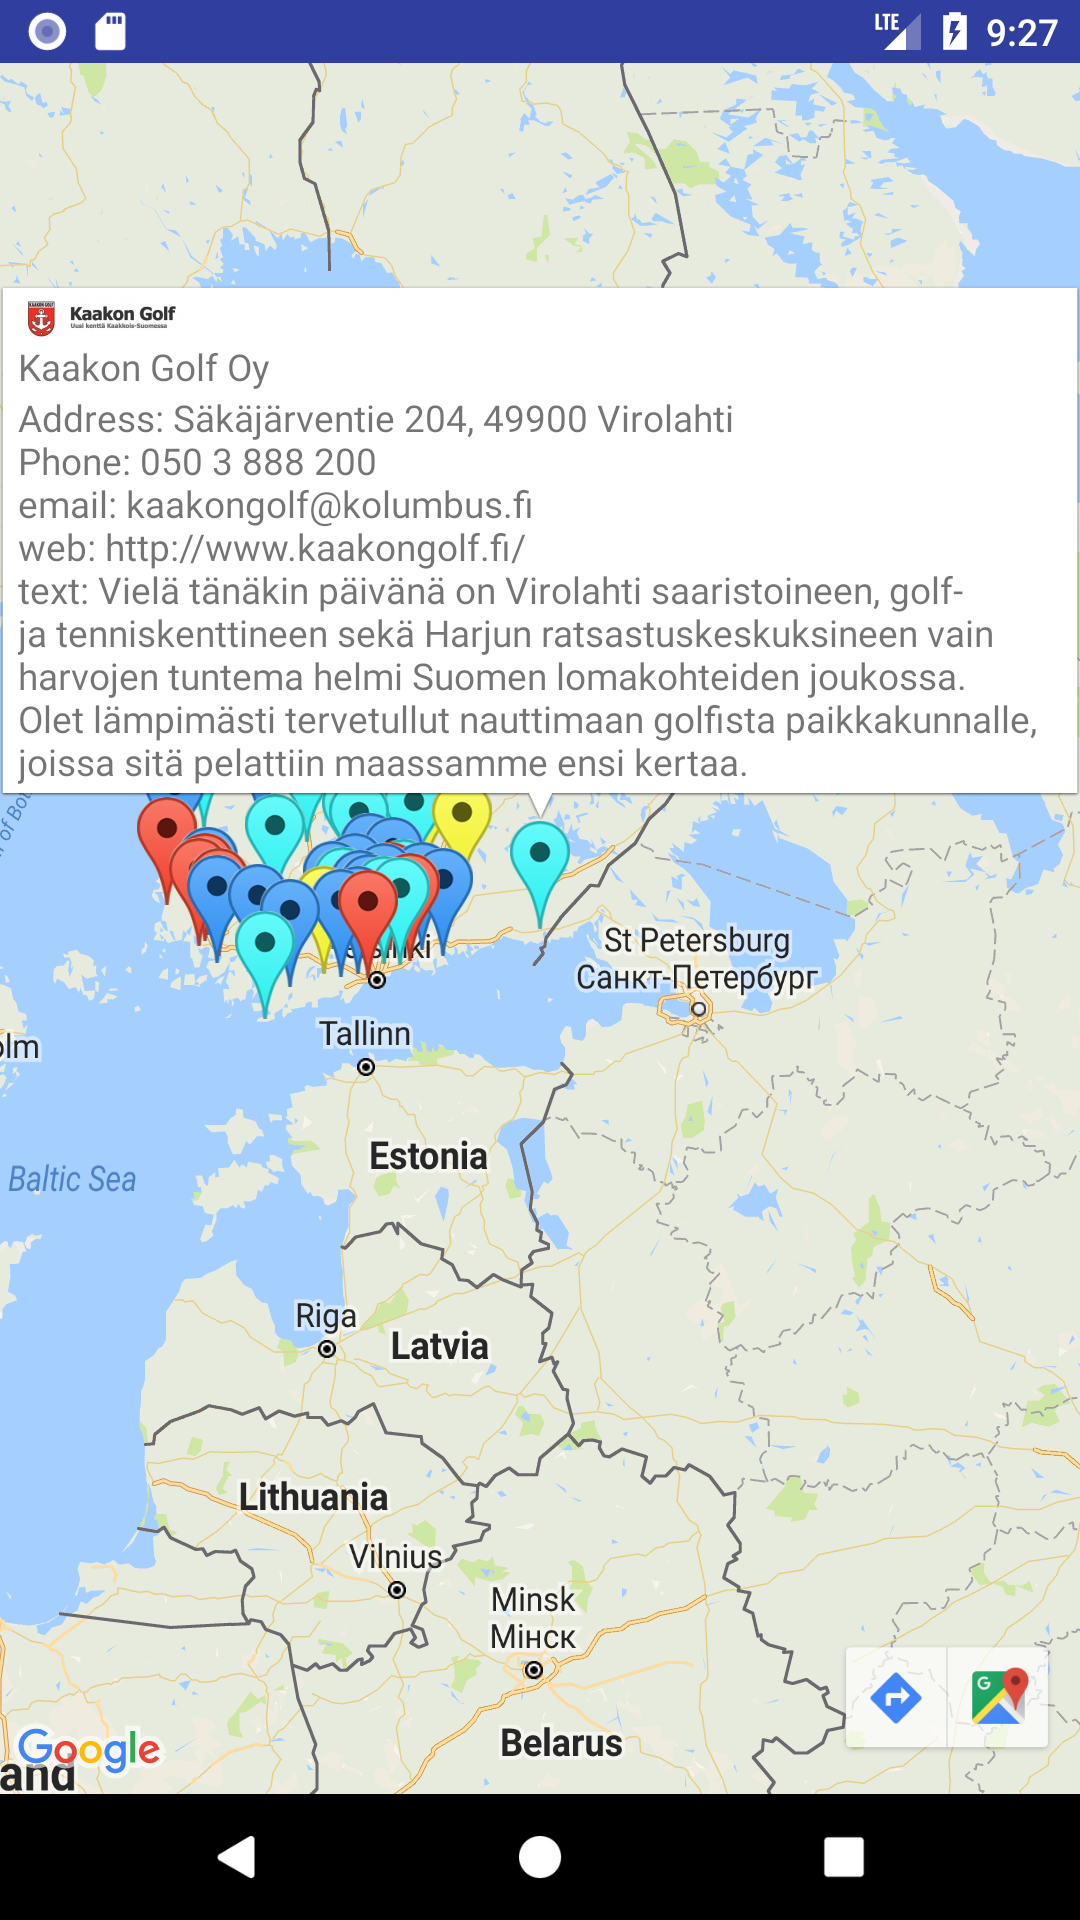 LTE 9:27
Kaakon Golf
Uusi kenttä Kaakkois-Suomessa
Kaakon Golf Oy
Address: Säkäjärventie 204, 49900 Virolahti
Phone: 050 3 888 200
email: kaakongolf@kolumbus.fi
web: http://www.kaakongolf.fi/
text: Vielä tänäkin päivänä on Virolahti saaristoineen, golf-
ja tenniskenttineen sekä Harjun ratsastuskeskuksineen vain
harvojen tuntema helmi Suomen lomakohteiden joukossa.
Olet lämpimästi tervetullut nauttimaan golfista paikkakunnalle,
joissa sitä pelattiin maassamme ensi kertaa.
St Petersburg
Санкт-Петербург
Tallinn
Estonia
Baltic Sea
Riga
Latvia
Lithuania
Vilnius
Minsk
Мінск
Belarus
Google